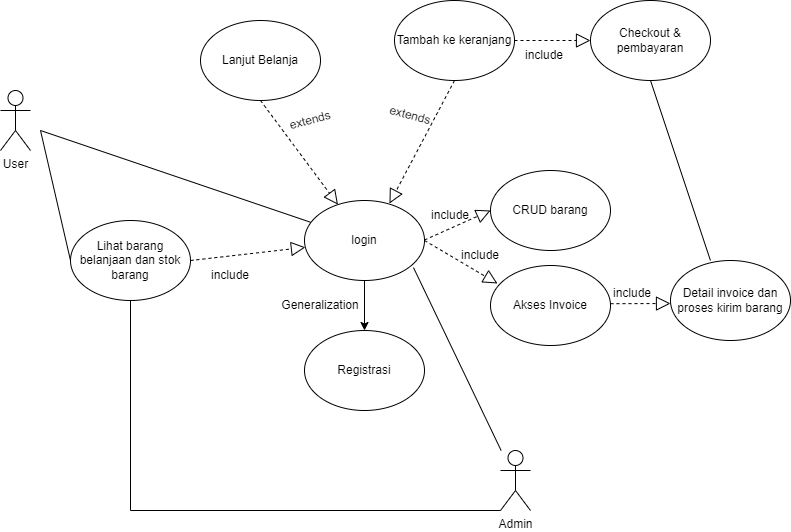 Lanjut Belanja
Tambah ke keranjang
include
Checkout &
pembayaran
extends
extends
User
Lihat barang
belanjaan dan stok
barang
include
login
include
CRUD barang
include
Akses Invoice
include
Detail invoice dan
proses kirim barang
Generalization
Registrasi
Admin